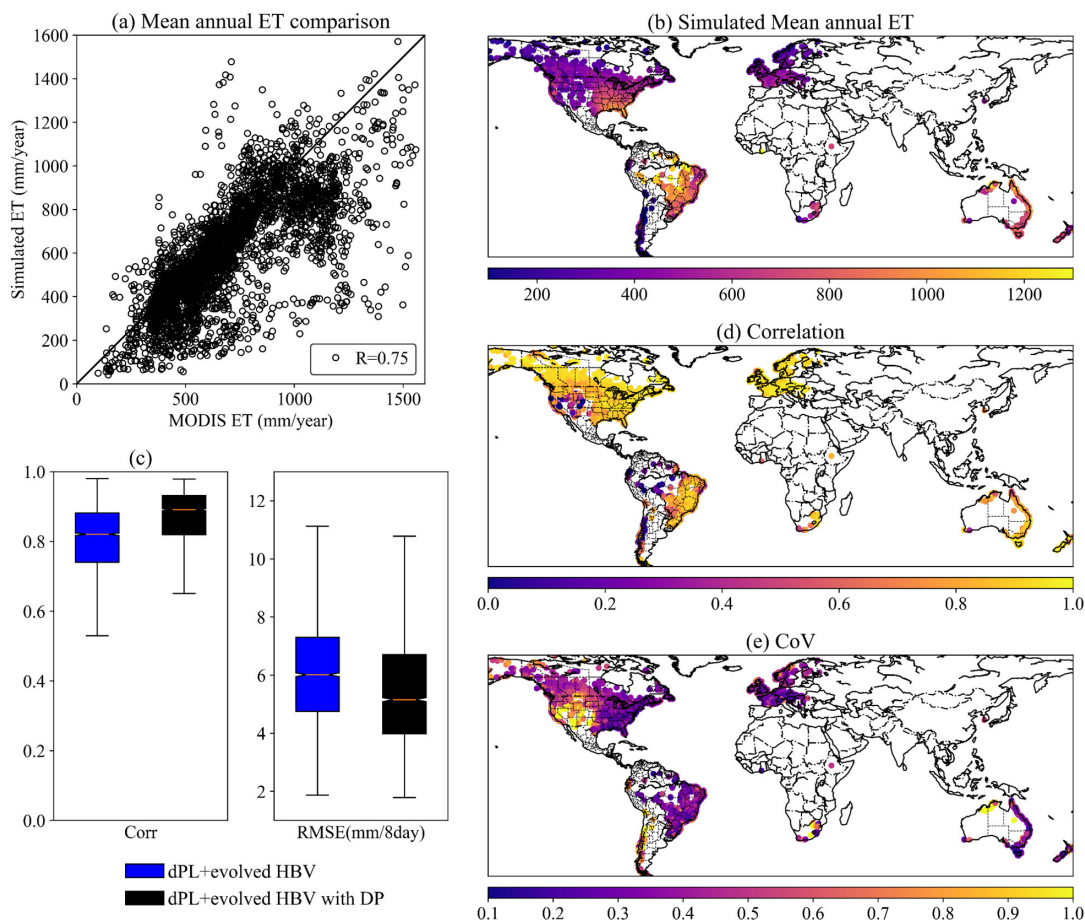 (a) Mean annual ET comparison
1600
1400
1200
1000
800
600
400
200
0
Simulated ET (mm/year)
R=0.75
0 500 1000 1500
MODIS ET (mm/year)
(b) Simulated Mean annual ET
200 400 600 800 1000 1200
(c)
1.0
0.8
0.6
0.4
0.2
0.0
Corr
12
10
8
6
4
2
RMSE(mm/8day)
dPL+evolved HBV
dPL+evolved HBV with DP
(d) Correlation
0.0 0.2 0.4 0.6 0.8 1.0
(e) CoV
0.1 0.2 0.3 0.4 0.5 0.6 0.7 0.8 0.9 1.0